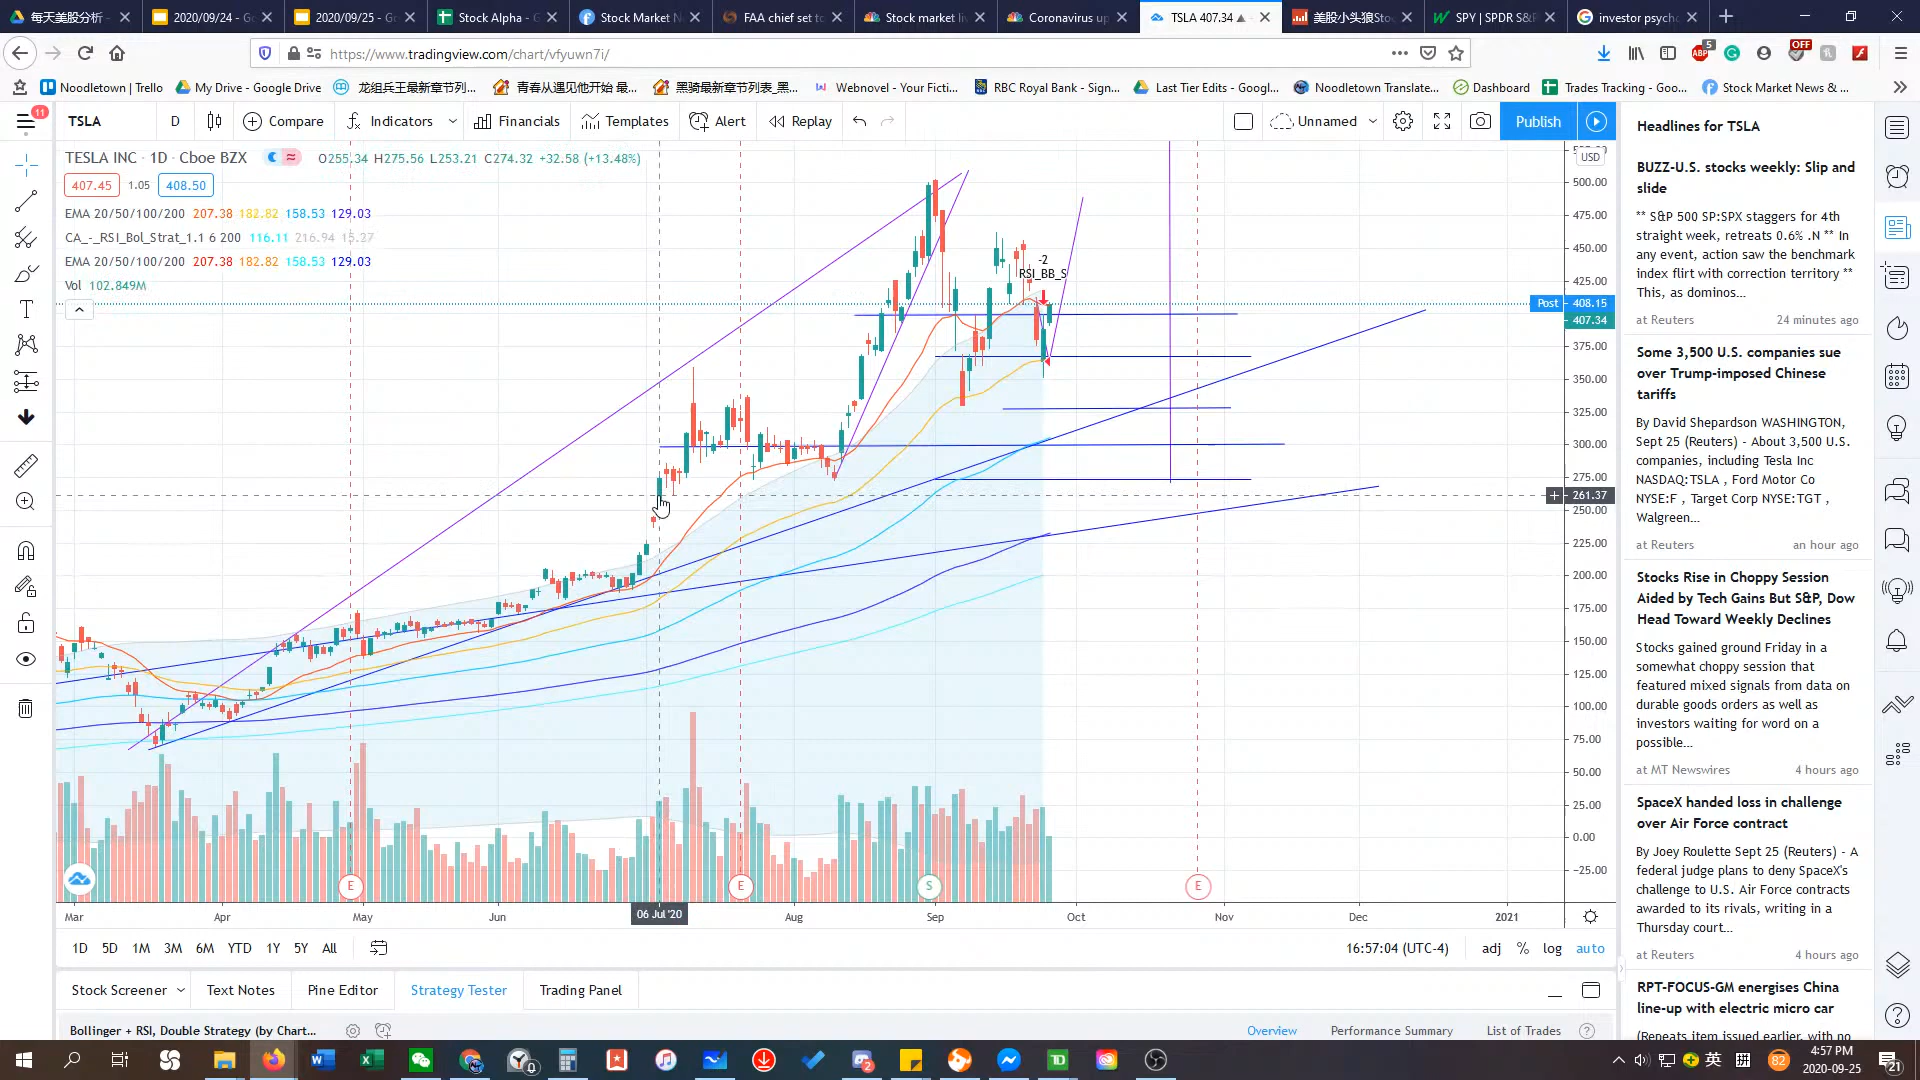 每天美股分析 -
2020/09/24 - Go
2020/09/25 - Go
Stock Alpha - G
Stock Market N
FAA chief set to
Stock market li
Coronavirus up
TSLA 407.34 ▲
美股小头狼Sto
SPY | SPDR S&P
investor psych
https://www.tradingview.com/chart/vfyuwn7i/
5
OFF
Noodletown | Trello
My Drive - Google Drive
龙组兵王最新章节列...
青春从遇见他开始 最...
黑骑最新章节列表_黑...
Webnovel - Your Ficti...
RBC Royal Bank - Sign...
Last Tier Edits - Googl...
Noodletown Translate...
Dashboard
Trades Tracking - Goo...
Stock Market News & ...
11
TSLA
D
Compare
Indicators
Financials
Templates
Alert
Replay
Unnamed
Publish
TESLA INC · 1D · Cboe BZX
O255.34 H275.56 L253.21 C274.32 +32.58 (+13.48%)
407.45 1.05 408.50
EMA 20/50/100/200 207.38 182.82 158.53 129.03
CA_-_RSI_Bol_Strat_1.1 6 200 116.11 216.94 15.27
EMA 20/50/100/200 207.38 182.82 158.53 129.03
Vol 102.849M
-2
RSI_BB_S
USD
500.00
475.00
450.00
425.00
Post 408.15
407.34
375.00
350.00
325.00
300.00
275.00
261.37
250.00
225.00
200.00
175.00
150.00
125.00
100.00
75.00
50.00
25.00
0.00
−25.00
E
E
S
E
Mar
Apr
May
Jun
06 Jul '20
Aug
Sep
Oct
Nov
Dec
2021
1D 5D 1M 3M 6M YTD 1Y 5Y All
16:57:04 (UTC-4)
adj % log auto
Stock Screener
Text Notes
Pine Editor
Strategy Tester
Trading Panel
Bollinger + RSI, Double Strategy (by Chart...
Overview
Performance Summary
List of Trades
Headlines for TSLA
BUZZ-U.S. stocks weekly: Slip and
slide
** S&P 500 SP:SPX staggers for 4th
straight week, retreats 0.6% .N ** In
any event, action saw the benchmark
index flirt with correction territory **
This, as dominos...
at Reuters
24 minutes ago
Some 3,500 U.S. companies sue
over Trump-imposed Chinese
tariffs
By David Shepardson WASHINGTON,
Sept 25 (Reuters) - About 3,500 U.S.
companies, including Tesla Inc
NASDAQ:TSLA , Ford Motor Co
NYSE:F , Target Corp NYSE:TGT ,
Walgreen...
at Reuters
an hour ago
Stocks Rise in Choppy Session
Aided by Tech Gains But S&P, Dow
Head Toward Weekly Declines
Stocks gained ground Friday in a
somewhat choppy session that
featured mixed signals from data on
durable goods orders as well as
investors waiting for word on a
possible...
at MT Newswires
4 hours ago
SpaceX handed loss in challenge
over Air Force contract
By Joey Roulette Sept 25 (Reuters) - A
federal judge plans to deny SpaceX's
challenge to U.S. Air Force contracts
awarded to its rivals, writing in a
Thursday court...
at Reuters
4 hours ago
RPT-FOCUS-GM energises China
line-up with electric micro car
(Repeats item issued earlier, with no
英
拼
82
4:57 PM
2020-09-25
21